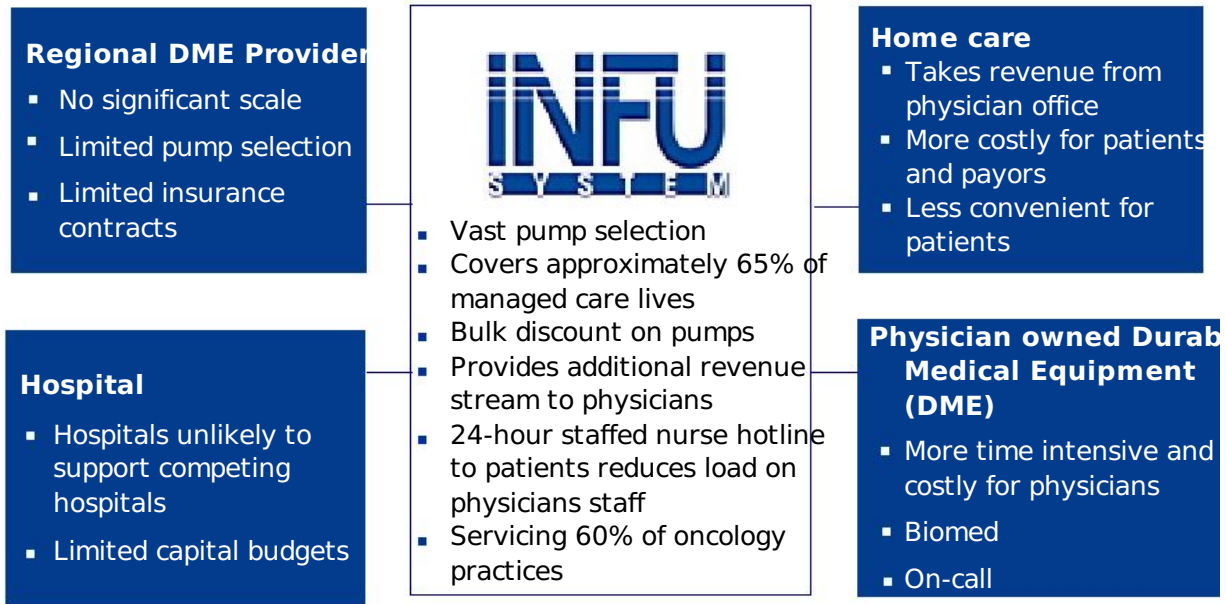 Regional DME Provider
▪ No significant scale
▪ Limited pump selection
▪ Limited insurance
contracts
Hospital
▪ Hospitals unlikely to
support competing
hospitals
▪ Limited capital budgets
INFU
SYSTEM
▪ Vast pump selection
▪ Covers approximately 65% of
managed care lives
▪ Bulk discount on pumps
▪ Provides additional revenue
stream to physicians
▪ 24-hour staffed nurse hotline
to patients reduces load on
physicians staff
▪ Servicing 60% of oncology
practices
Home care
▪ Takes revenue from
physician office
▪ More costly for patients
and payors
▪ Less convenient for
patients
Physician owned Durab
Medical Equipment
(DME)
▪ More time intensive and
costly for physicians
▪ Biomed
▪ On-call